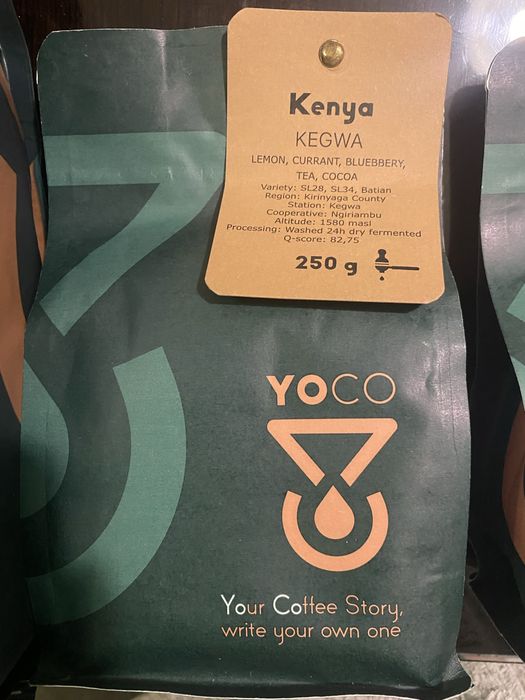 Kenya
KEGWA
LEMON, CURRANT, BLUEBBERY,
TEA, COCOA
Variety: SL28, SL34, Batian
Region: Kirinyaga County
Station: Kegwa
Cooperative: Ngiriambu
Altitude: 1580 masl
Processing: Washed 24h dry fermented
Q-score: 82,75
250 g
YOCO
Your Coffee Story,
write your own one